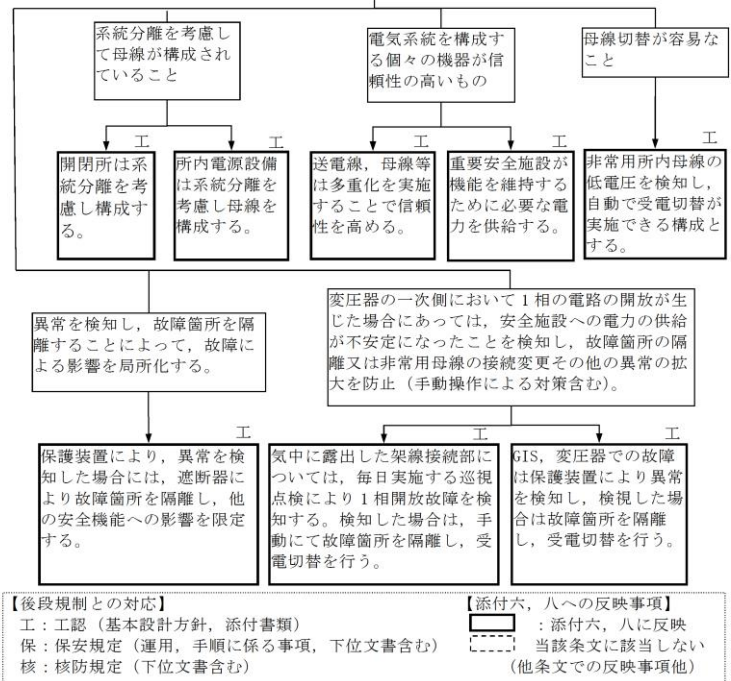 系統分離を考慮し
て母線が構成され
ていること
電気系統を構成す
る個々の機器が信
頼性の高いもの
母線切替が容易な
こと
工
開閉所は系
統分離を考
慮し構成す
る。
工
所内電源設備
は系統分離を
考慮し母線を
構成する。
工
送電線，母線等
は多重化を実施
することで信頼
性を高める。
工
重要安全施設が
機能を維持する
ために必要な電
力を供給する。
工
非常用所内母線の
低電圧を検知し，
自動で受電切替が
実施できる構成と
する。
異常を検知し，故障箇所を隔
離することによって，故障に
よる影響を局所化する。
変圧器の一次側において１相の電路の開放が生
じた場合にあっては，安全施設への電力の供給
が不安定になったことを検知し，故障箇所の隔
離又は非常用母線の接続変更その他の異常の拡
大を防止（手動操作による対策含む）。
工
保護装置により，異常を検
知した場合には，遮断器に
より故障箇所を隔離し，他
の安全機能への影響を限定
する。
工
気中に露出した架線接続部に
ついては，毎日実施する巡視
点検により１相開放故障を検
知する。検知した場合は，手
動にて故障箇所を隔離し，受
電切替を行う。
工
GIS，変圧器での故障
は保護装置により異常
を検知し，検視した場
合は故障箇所を隔離
し，受電切替を行う。
【後段規制との対応】
工：工認（基本設計方針，添付書類）
保：保安規定（運用，手順に係る事項，下位文書含む）
核：核防規定（下位文書含む）
【添付六，八への反映事項】
：添付六，八に反映
当該条文に該当しない
（他条文での反映事項他）